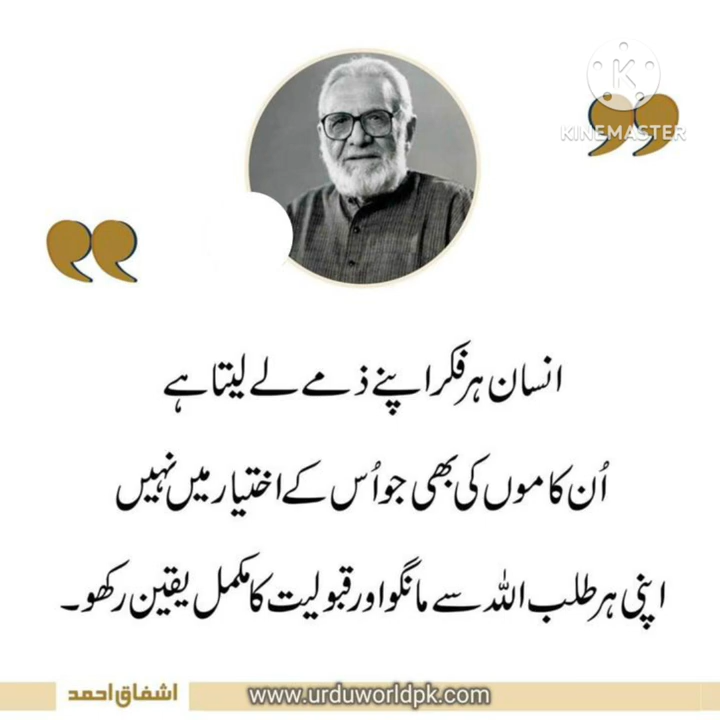 KINEMASTER
انسان ہر فکر اپنے ذمے لے لیتا ہے
اُن کاموں کی بھی جو اُس کے اختیار میں نہیں
اپنی ہر طلب اللہ سے مانگو اور قبولیت کا مکمل یقین رکھو۔
اشفاق احمد
www.urduworldpk.com